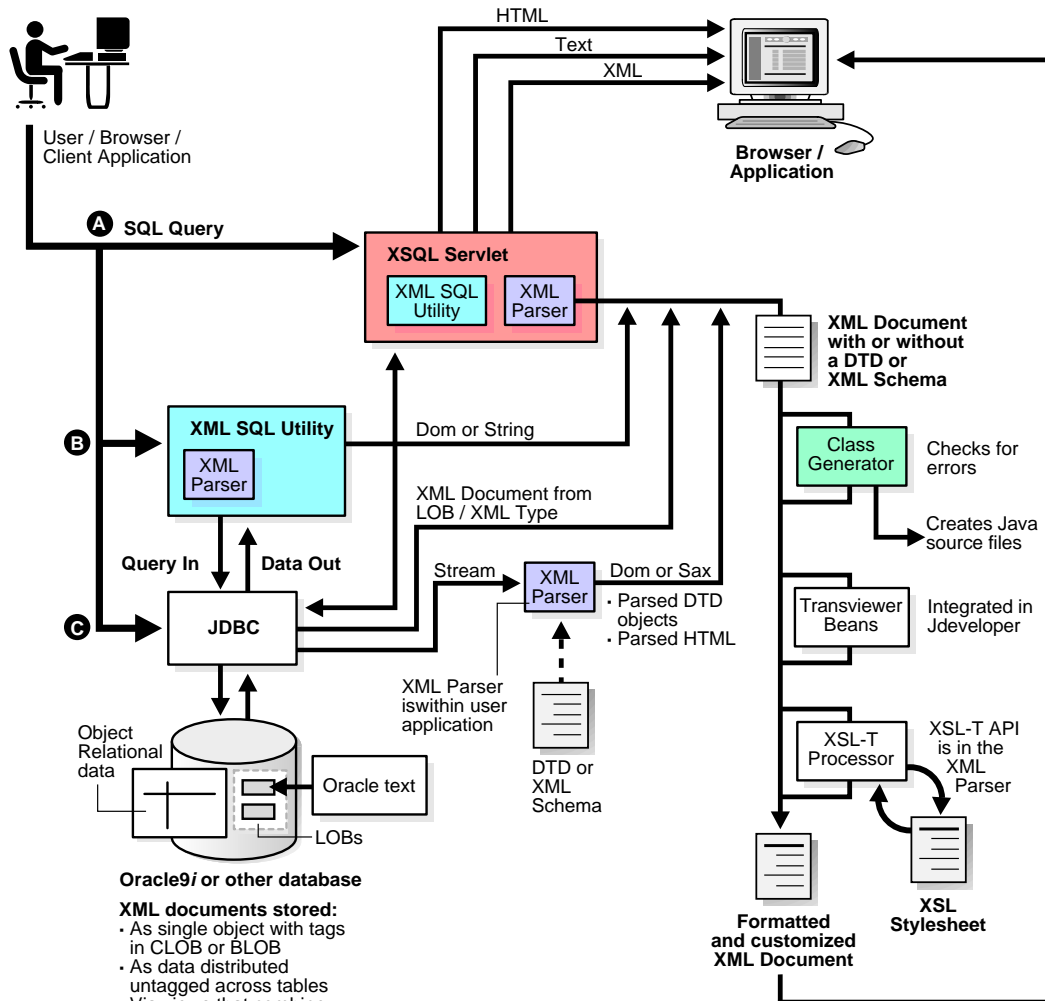 HTML
Text
XML
User / Browser /
Client Application
Browser /
Application
A SQL Query
XSQL Servlet
XML SQL
Utility
XML
Parser
XML Document
with or without
a DTD or
XML Schema
B
XML SQL Utility
XML
Parser
Dom or String
Class
Generator
Checks for
errors
XML Document from
LOB / XML Type
Creates Java
source files
Query In
Data Out
Stream
XML
Parser
Dom or Sax
· Parsed DTD
objects
· Parsed HTML
C
JDBC
Transviewer
Beans
Integrated in
Jdeveloper
XML Parser
iswithin user
application
Object
Relational
data
Oracle text
LOBs
DTD or
XML
Schema
XSL-T
Processor
XSL-T API
is in the
XML
Parser
Oracle9i or other database
XML documents stored:
· As single object with tags
in CLOB or BLOB
· As data distributed
untagged across tables
Formatted
and customized
XML Document
XSL
Stylesheet